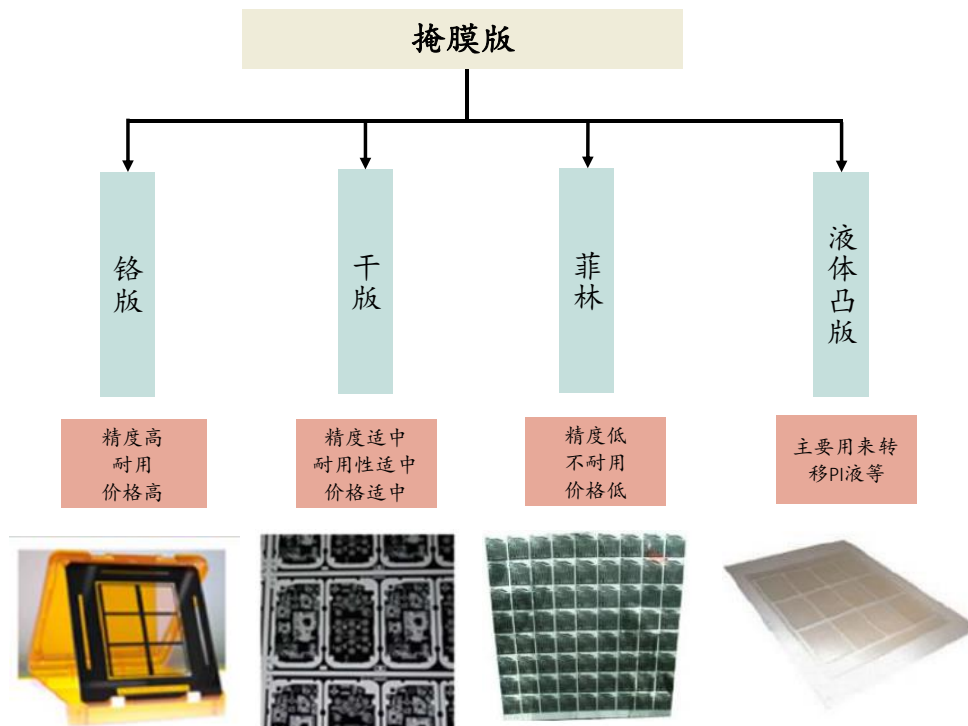 掩膜版
铬版
干版
菲林
液体凸版
精度高
耐用
价格高
精度适中
耐用性适中
价格适中
精度低
不耐用
价格低
主要用来转
移PI液等